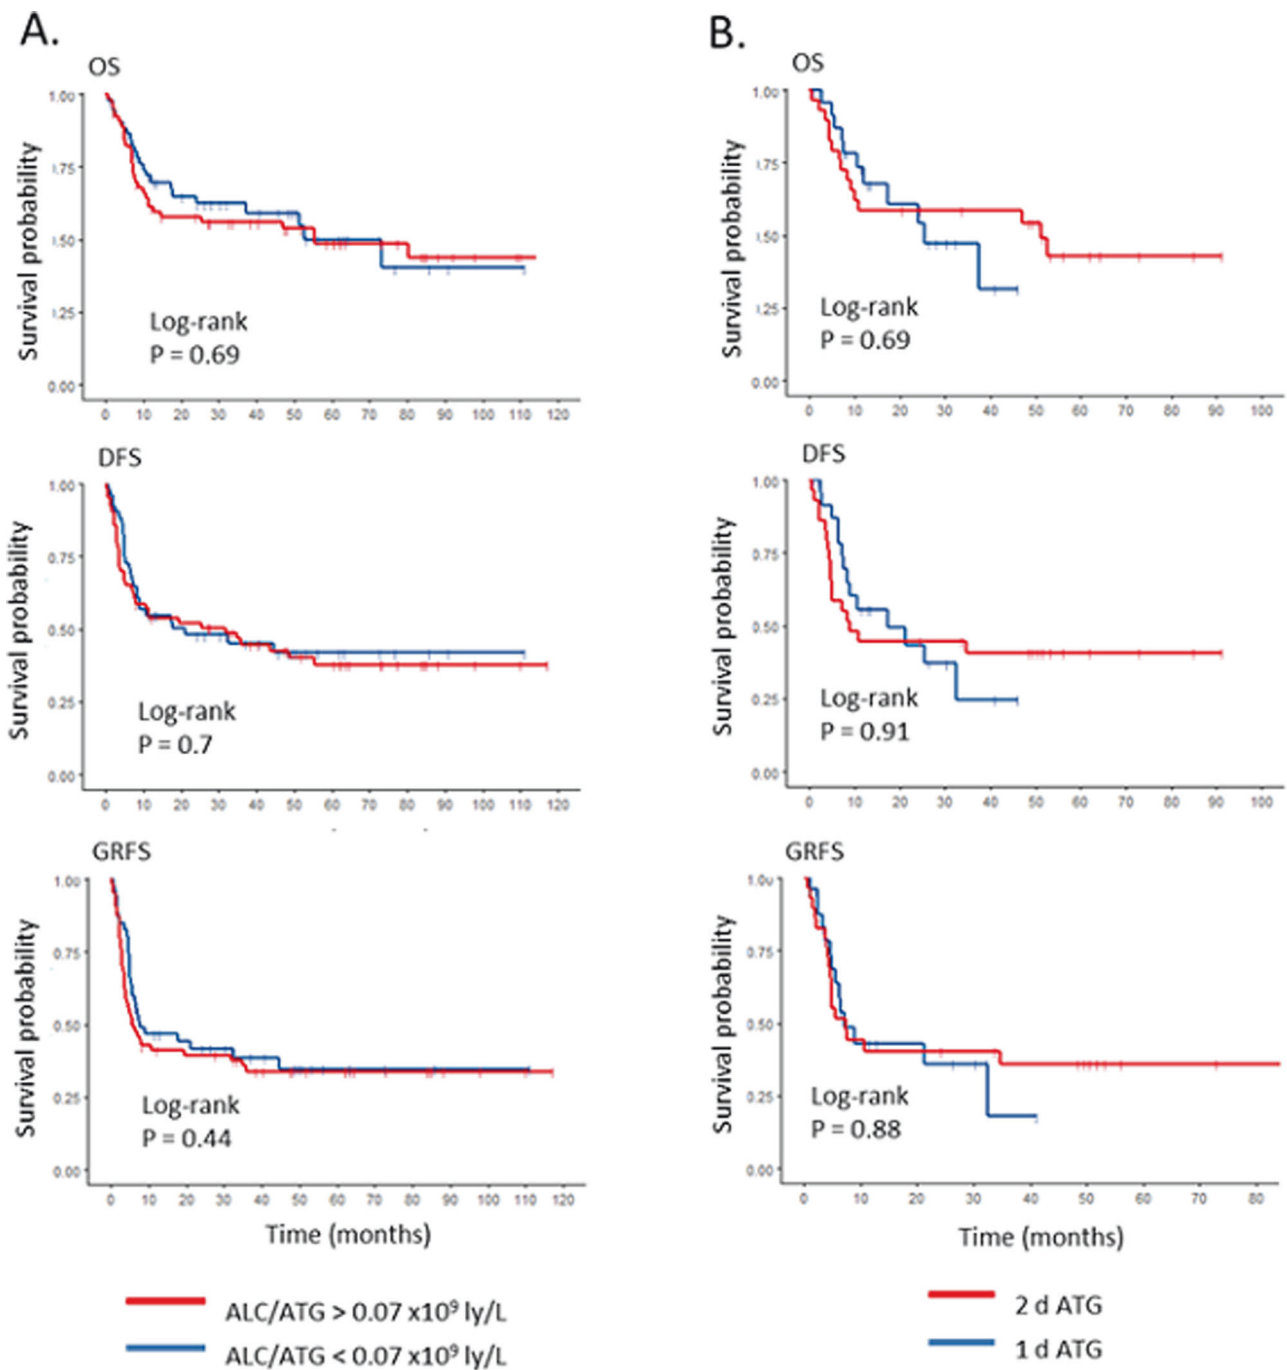 A.
OS
Survival probability
1.00
.75
.50
.25
0.00
Log-rank
P = 0.69
0 10 20 30 40 50 60 70 80 90 100 110 120
DFS
Survival probability
1.00
0.75
0.50
0.25
0.00
Log-rank
P = 0.7
0 10 20 30 40 50 60 70 80 90 100 110 120
GRFS
Survival probability
1.00
0.75
0.50
0.25
0.00
Log-rank
P = 0.44
0 10 20 30 40 50 60 70 80 90 100 110 120
Time (months)
ALC/ATG > 0.07 x10⁹ ly/L
ALC/ATG < 0.07 x10⁹ ly/L
B.
OS
Survival probability
1.00
.75
.50
.25
0.00
Log-rank
P = 0.69
0 10 20 30 40 50 60 70 80 90 100
DFS
Survival probability
1.00
0.75
0.50
0.25
0.00
Log-rank
P = 0.91
0 10 20 30 40 50 60 70 80 90 100
GRFS
Survival probability
1.00
0.75
0.50
0.25
0.00
Log-rank
P = 0.88
0 10 20 30 40 50 60 70 80
Time (months)
2 d ATG
1 d ATG